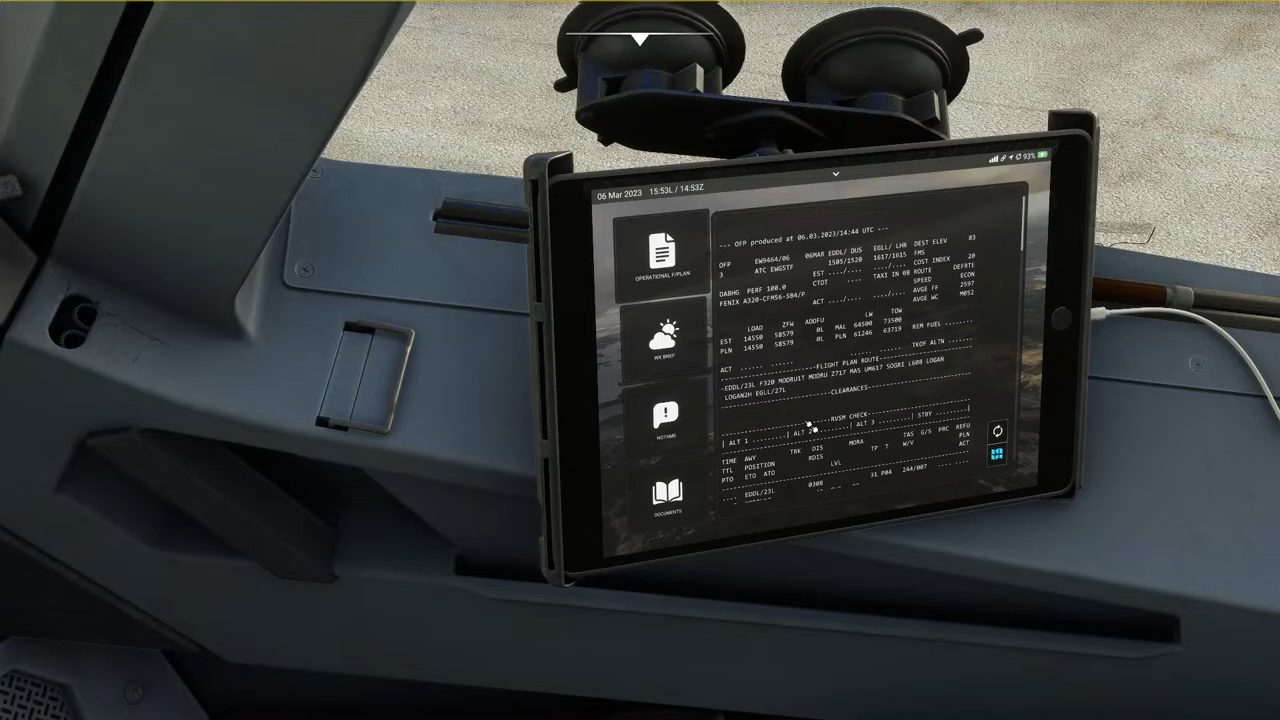 06 Mar 2023 15:53L / 14:53Z
93%
OPERATIONAL F/PLAN
WX BRIEF
NOTAMS
DOCUMENTS
--- OFP produced at 06.03.2023/14:44 UTC ---
OFP EW9464/06 06MAR EDDL/ DUS EGLL/ LHR DEST ELEV 83
3 ATC EWG5TF 1505/1520 1617/1615 FMS
EST ..../.... ..../.... COST INDEX 20
DABHG PERF 100.0 CTOT ..../.... TAXI IN 08 ROUTE DEFRTE
FENIX A320-CFM56-5B4/P SPEED ECON
ACT ..../.... ..../.... AVGE FF 2597
AVGE WC M052
LOAD ZFW ADDFU LW TOW
EST 14550 58579 0L MAL 64500 73500
PLN 14550 58579 0L PLN 61246 63719 REM FUEL ........
ACT ...... ...... ...... ...... TKOF ALTN ........
FLIGHT PLAN ROUTE
-EDDL/23L F320 MODRU1T MODRU Z717 MAS UM617 SOGRI L608 LOGAN
LOGAN2H EGLL/27L
CLEARANCES
RVSM CHECK
| ALT 1 ..........| ALT 2 | ALT 3 ........| STBY ........|
TIME AWY TRK DIS MORA TAS G/S PRC REFU
TTL POSITION RDIS TP T W/V PLN
PTO ETO ATO LVL ACT
.... EDDL/23L 0308 31 P04 244/007 .... ....